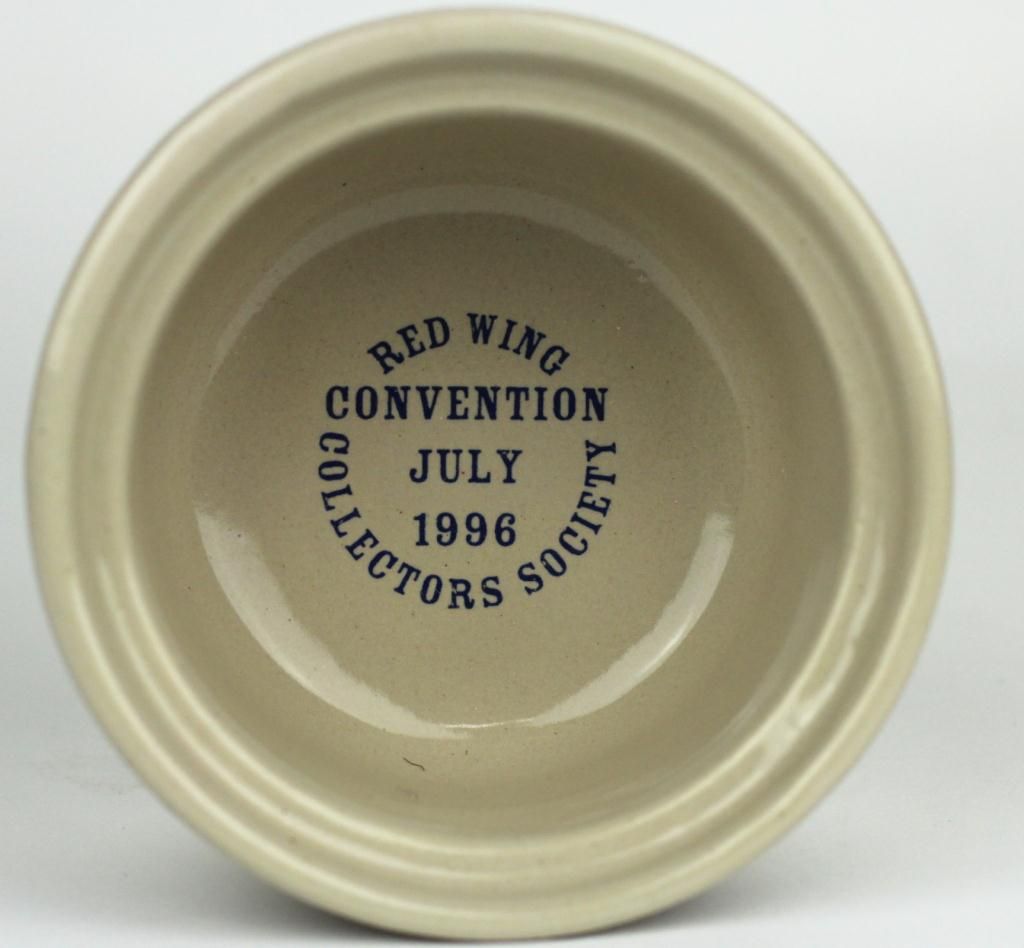 RED WING
CONVENTION
JULY
1996
COLLECTORS SOCIETY